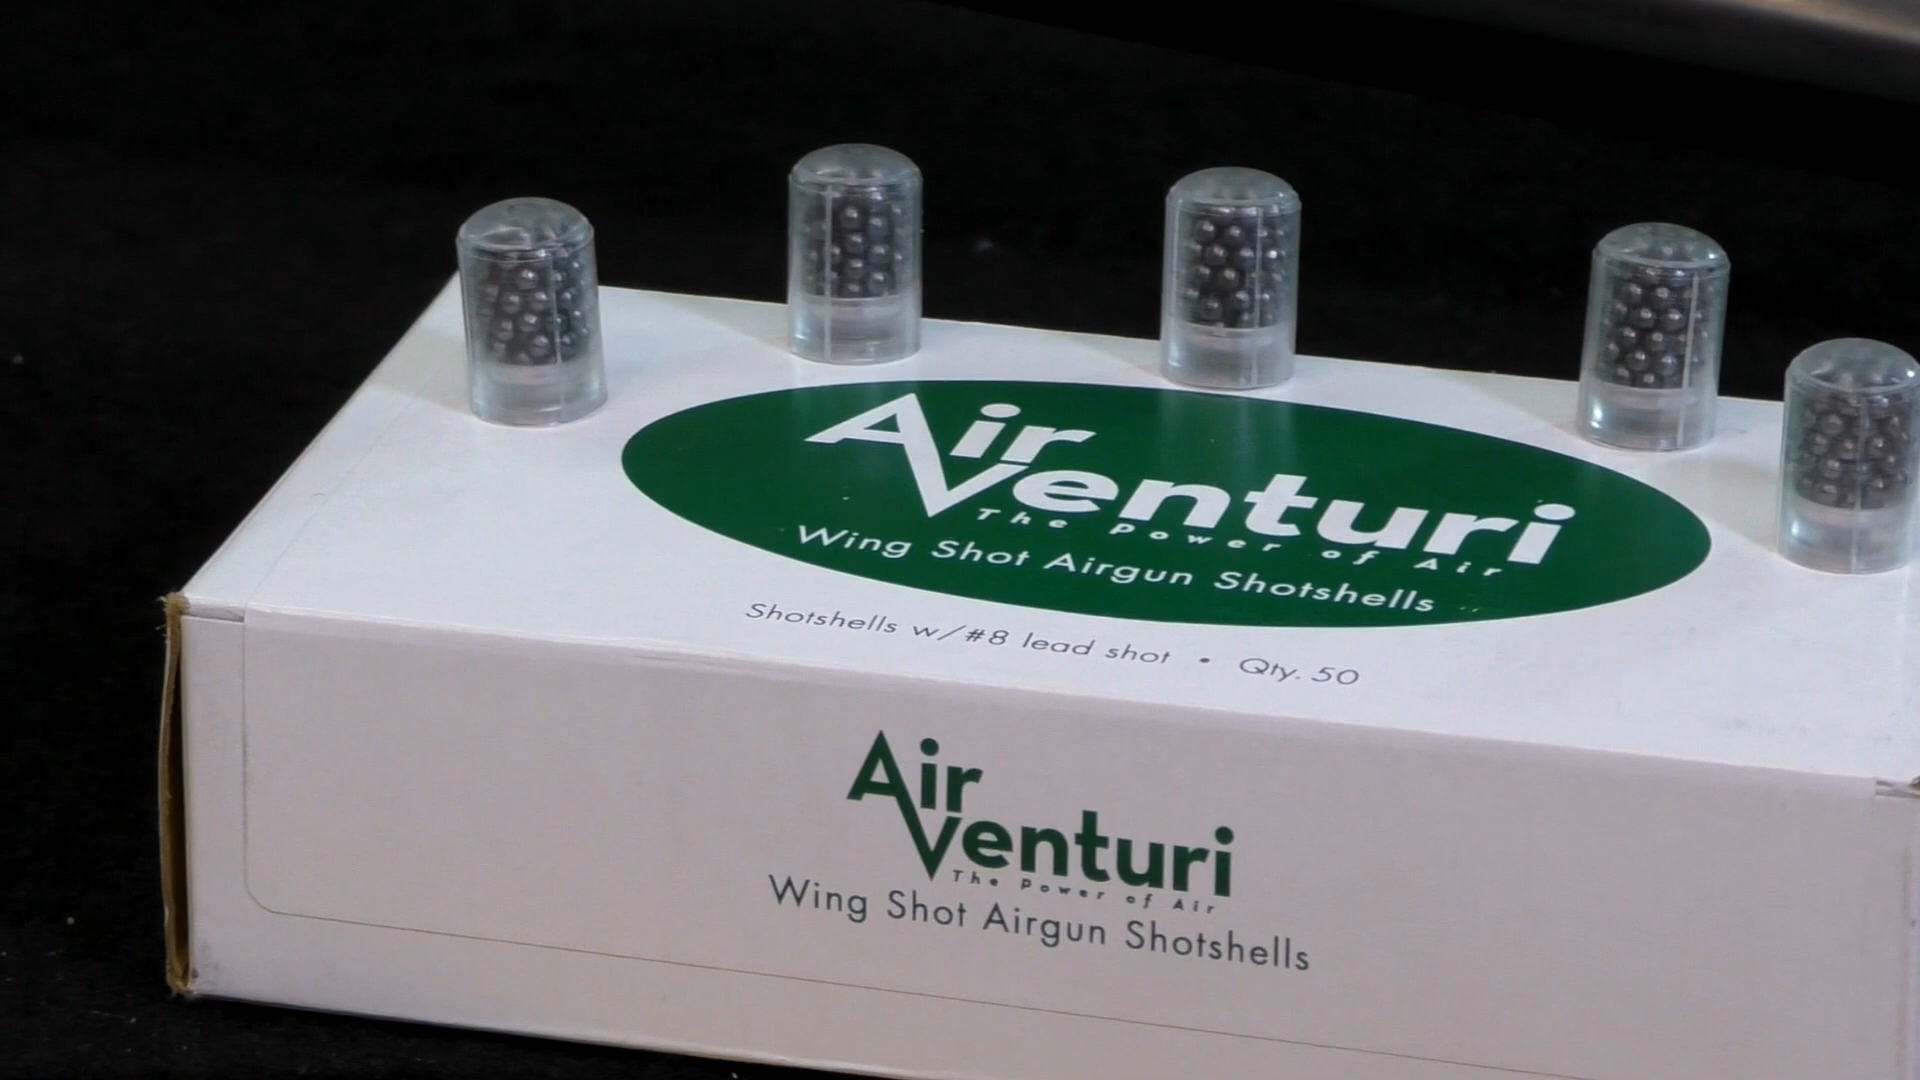 Air
Venturi
The Power of Air
Wing Shot Airgun Shotshells
Shotshells w/#8 lead shot • Qty. 50
Air
Venturi
The Power of Air
Wing Shot Airgun Shotshells